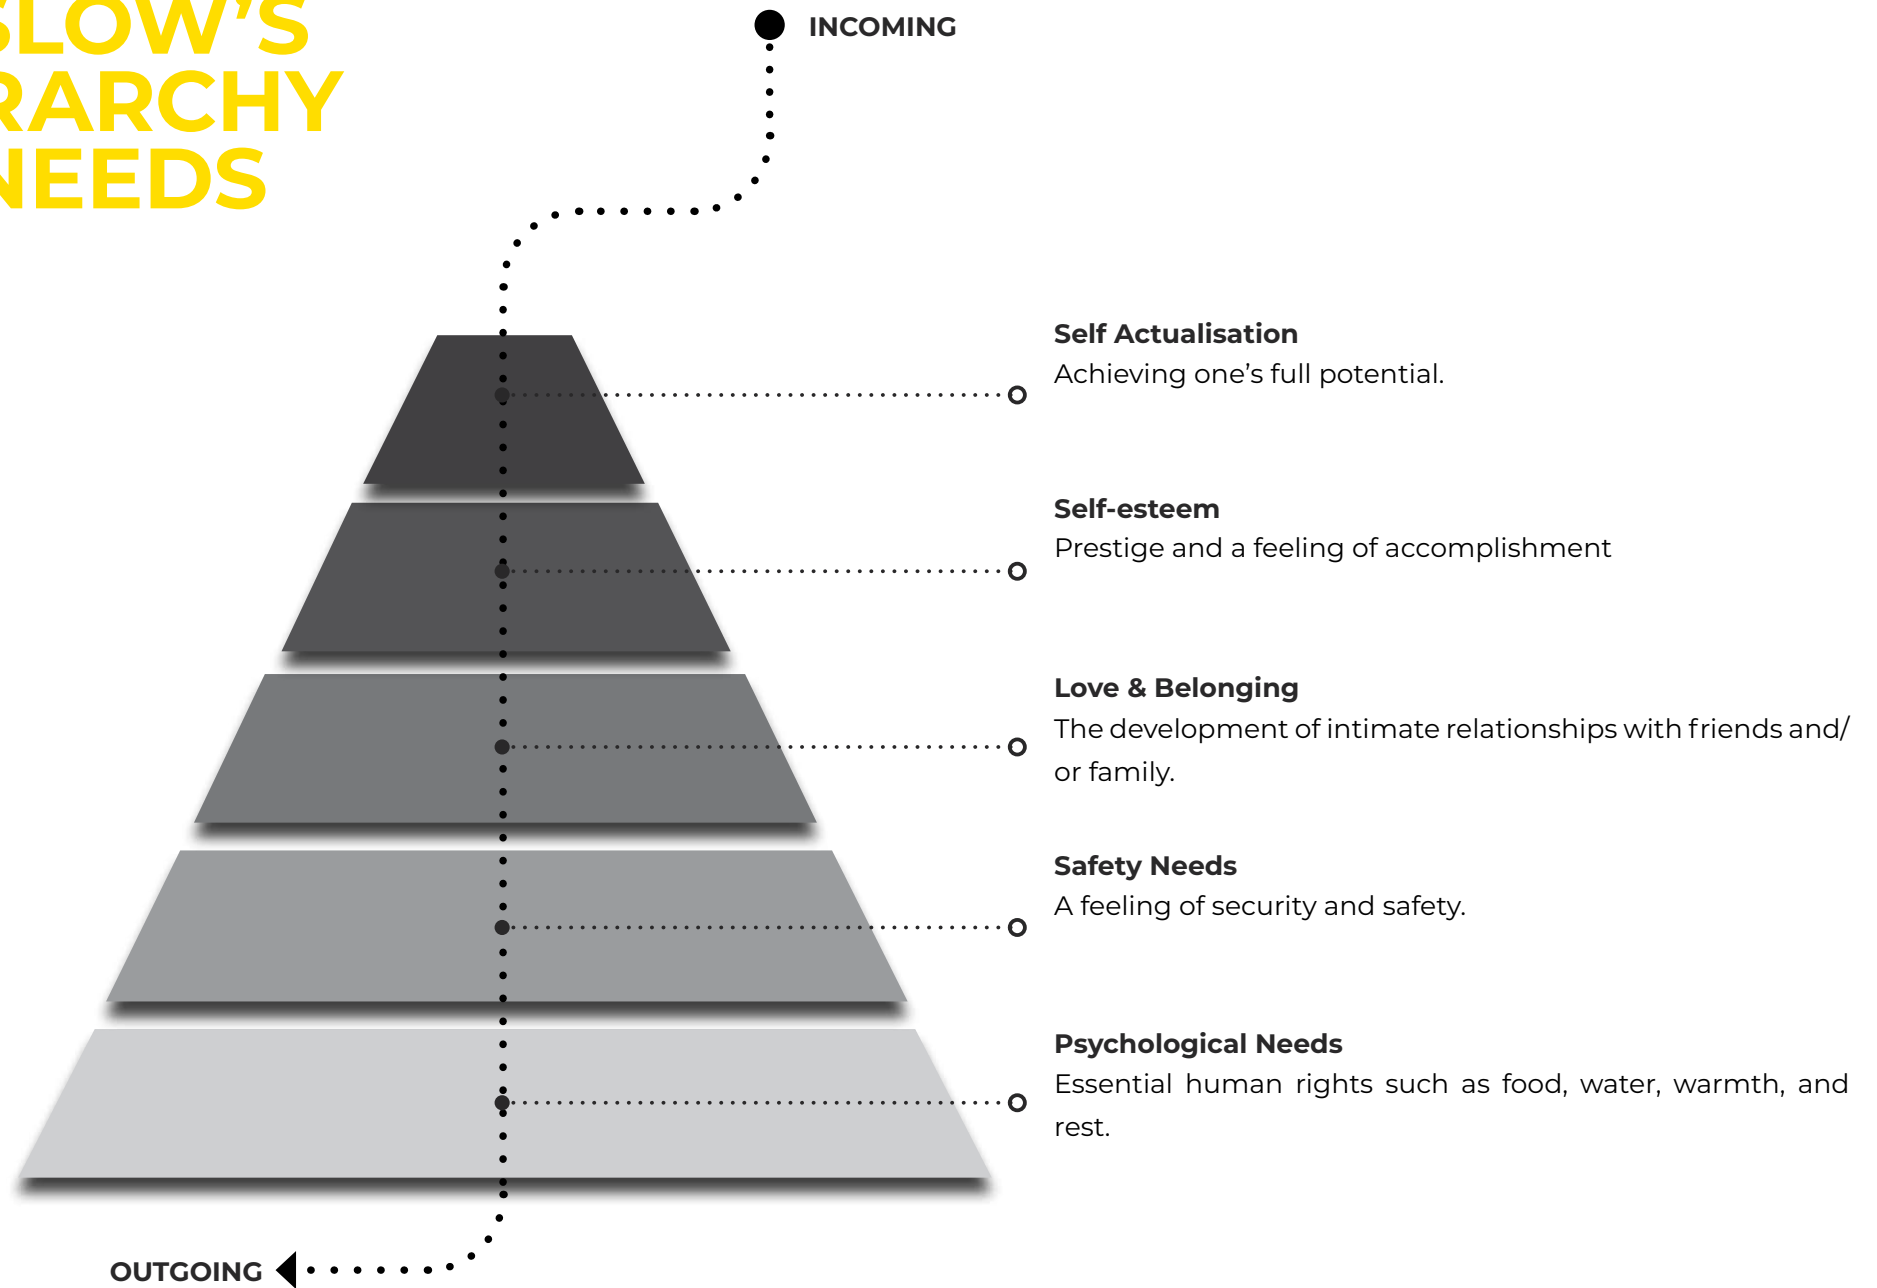 SLOW'S
RARCHY
NEEDS
INCOMING
Self Actualisation
Achieving one's full potential.
Self-esteem
Prestige and a feeling of accomplishment
Love & Belonging
The development of intimate relationships with friends and/
or family.
Safety Needs
A feeling of security and safety.
Psychological Needs
Essential human rights such as food, water, warmth, and
rest.
OUTGOING